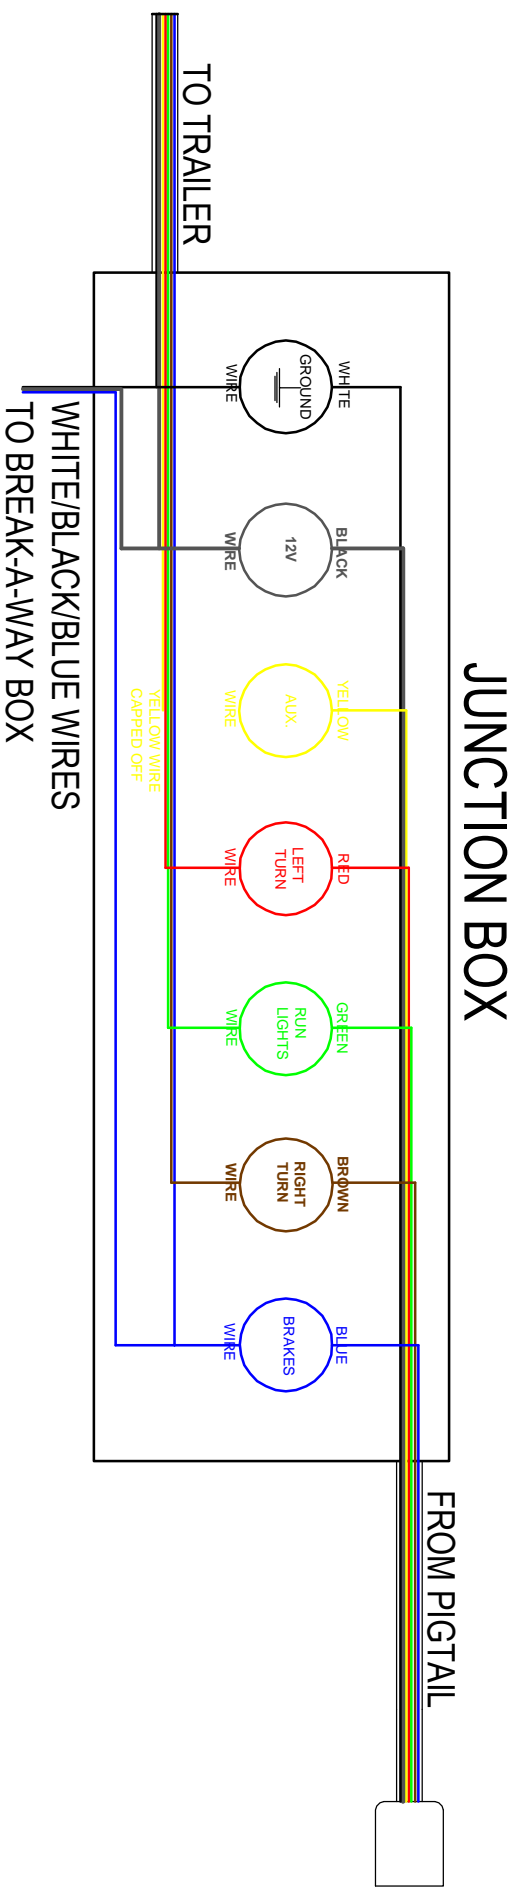 JUNCTION BOX
TO TRAILER
FROM PIGTAIL
WHITE
GROUND
WIRE
BLACK
12V
WIRE
YELLOW
AUX.
WIRE
RED
LEFT
TURN
WIRE
GREEN
RUN
LIGHTS
WIRE
BROWN
RIGHT
TURN
WIRE
BLUE
BRAKES
WIRE
YELLOW WIRE
CAPPED OFF
WHITE/BLACK/BLUE WIRES
TO BREAK-A-WAY BOX